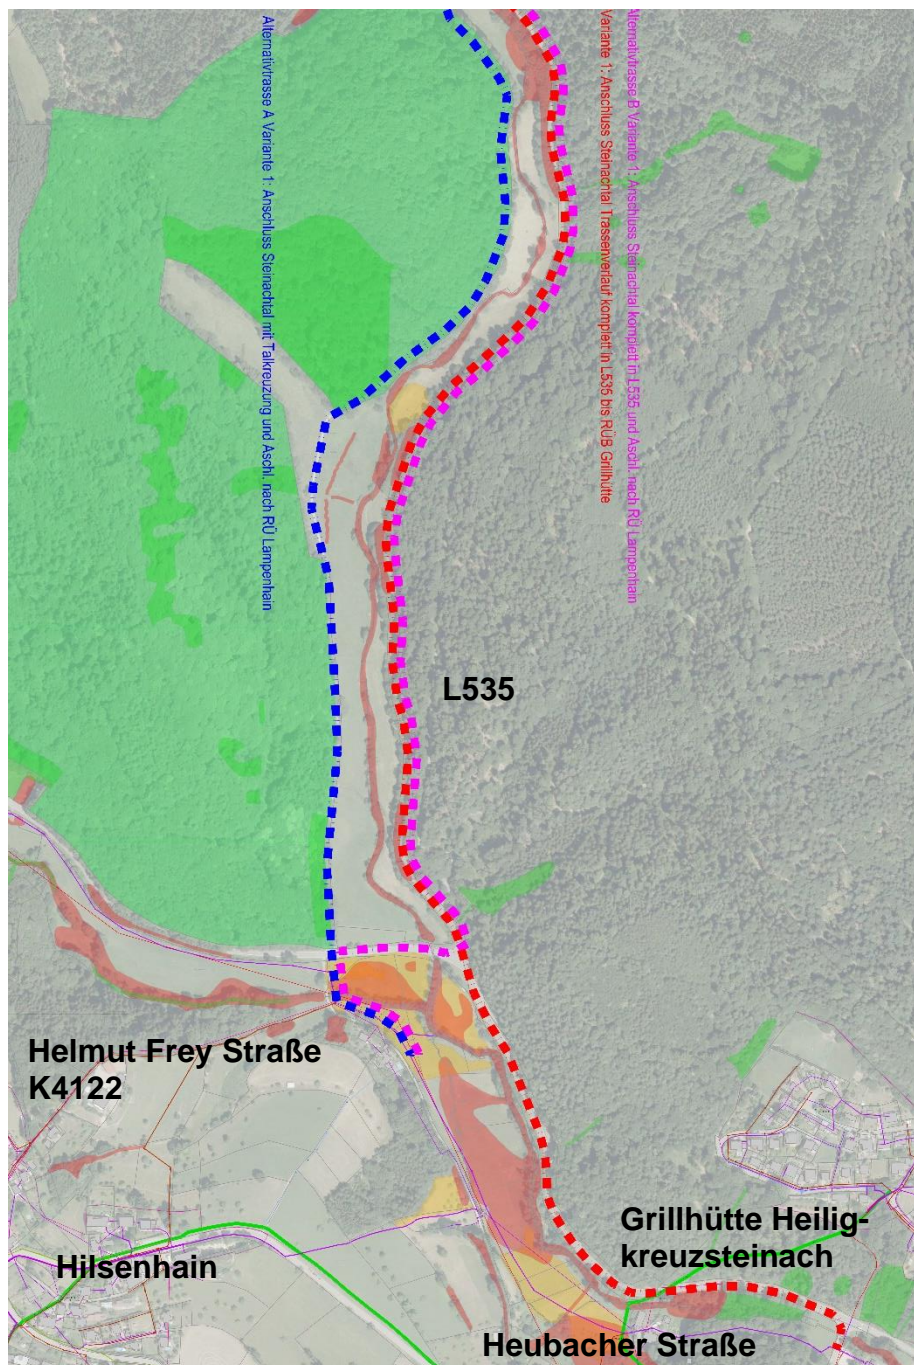 Alternativtrasse A Variante 1: Anschluss Steinachtal mit Talkreuzung und Aschl. nach RÜ Lampenhain
Variante 1: Anschluss Steinachtal Trassenverlauf komplett in L535 bis RÜB Grillhütte
Alternativtrasse B Variante 1: Anschluss Steinachtal komplett in L535 und Aschl. nach RÜ Lampenhain
L535
Helmut Frey Straße
K4122
Grillhütte Heilig-
kreuzsteinach
Hilsenhain
Heubacher Straße